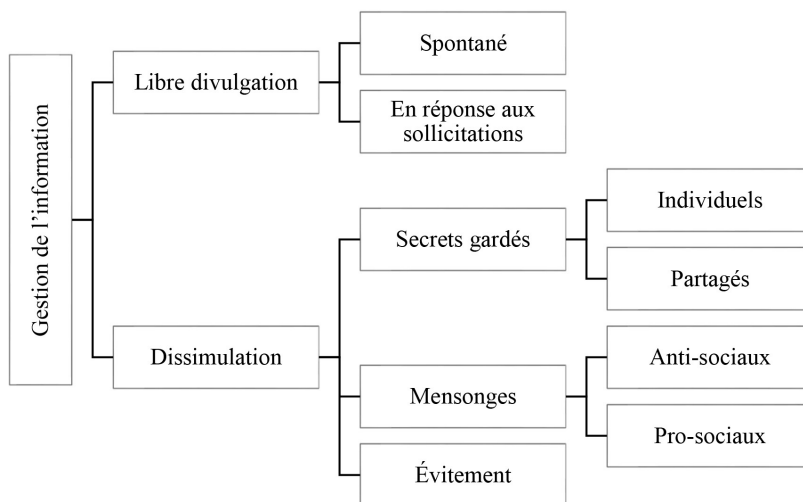 Gestion de l’information
Libre divulgation
Spontané
En réponse aux
sollicitations
Dissimulation
Secrets gardés
Individuels
Partagés
Mensonges
Anti-sociaux
Pro-sociaux
Évitement